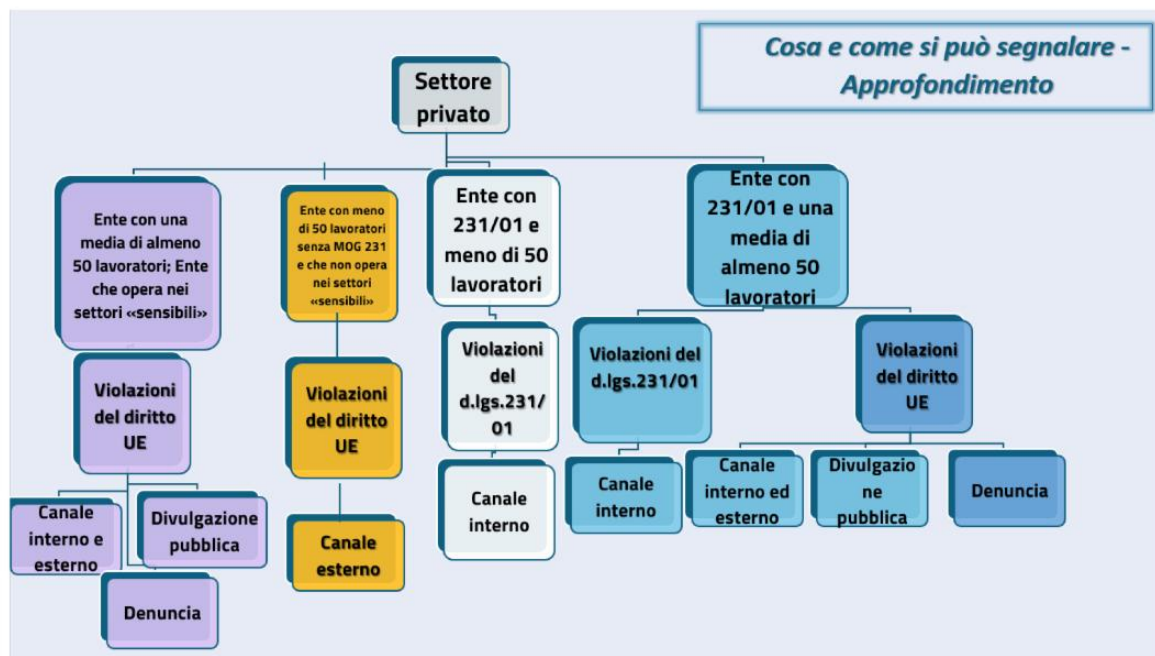 Cosa e come si può segnalare -
Approfondimento
Settore
privato
Ente con una
media di almeno
50 lavoratori; Ente
che opera nei
settori «sensibili»
Ente con meno
di 50 lavoratori
senza MOG 231
e che non opera
nei settori
«sensibili»
Ente con
231/01 e
meno di 50
lavoratori
Ente con
231/01 e una
media di
almeno 50
lavoratori
Violazioni
del diritto
UE
Violazioni
del diritto
UE
Violazioni
del
d.lgs.231/
01
Violazioni del
d.lgs.231/01
Violazioni
del diritto
UE
Canale
interno e
esterno
Divulgazione
pubblica
Denuncia
Canale
esterno
Canale
interno
Canale
interno
Canale
interno ed
esterno
Divulgazio
ne
pubblica
Denuncia